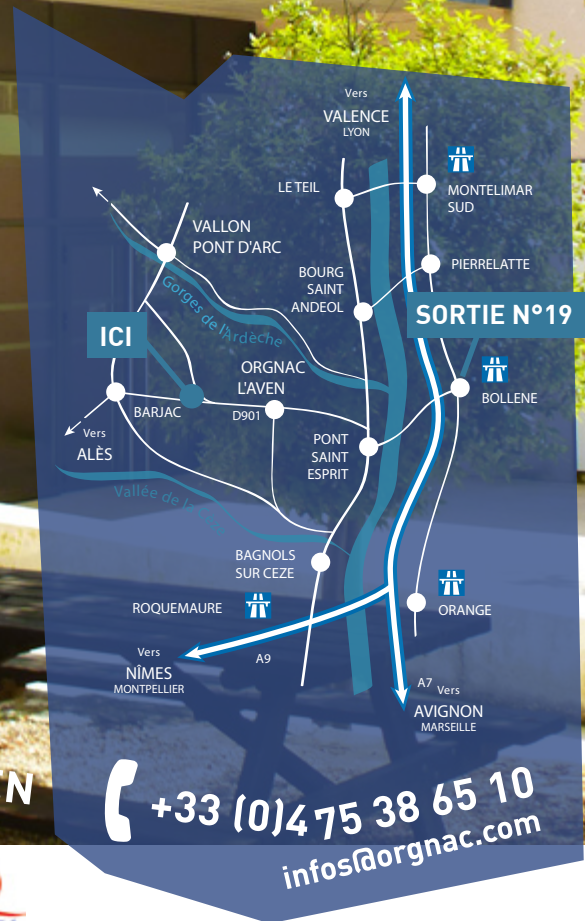 Vers
VALENCE
LYON
LE TEIL
MONTELIMAR
SUD
VALLON
PONT D'ARC
PIERRELATTE
BOURG
SAINT
ANDEOL
Gorges de l'Ardèche
SORTIE N°19
ICI
ORGNAC
L'AVEN
BOLLENE
BARJAC
D901
Vers
ALÈS
PONT
SAINT
ESPRIT
Vallée de la Cèze
BAGNOLS
SUR CEZE
ROQUEMAURE
ORANGE
Vers
NÎMES
MONTPELLIER
A9
A7
Vers
AVIGNON
MARSEILLE
EN
+33 (0)4 75 38 65 10
infos@orgnac.com